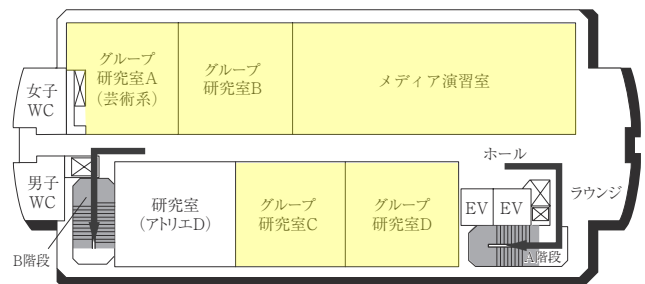 グループ
研究室A
(芸術系)
グループ
研究室B
メディア演習室
女子
WC
男子
WC
ホール
ラウンジ
研究室
(アトリエD)
グループ
研究室C
グループ
研究室D
EV
EV
B階段
A階段